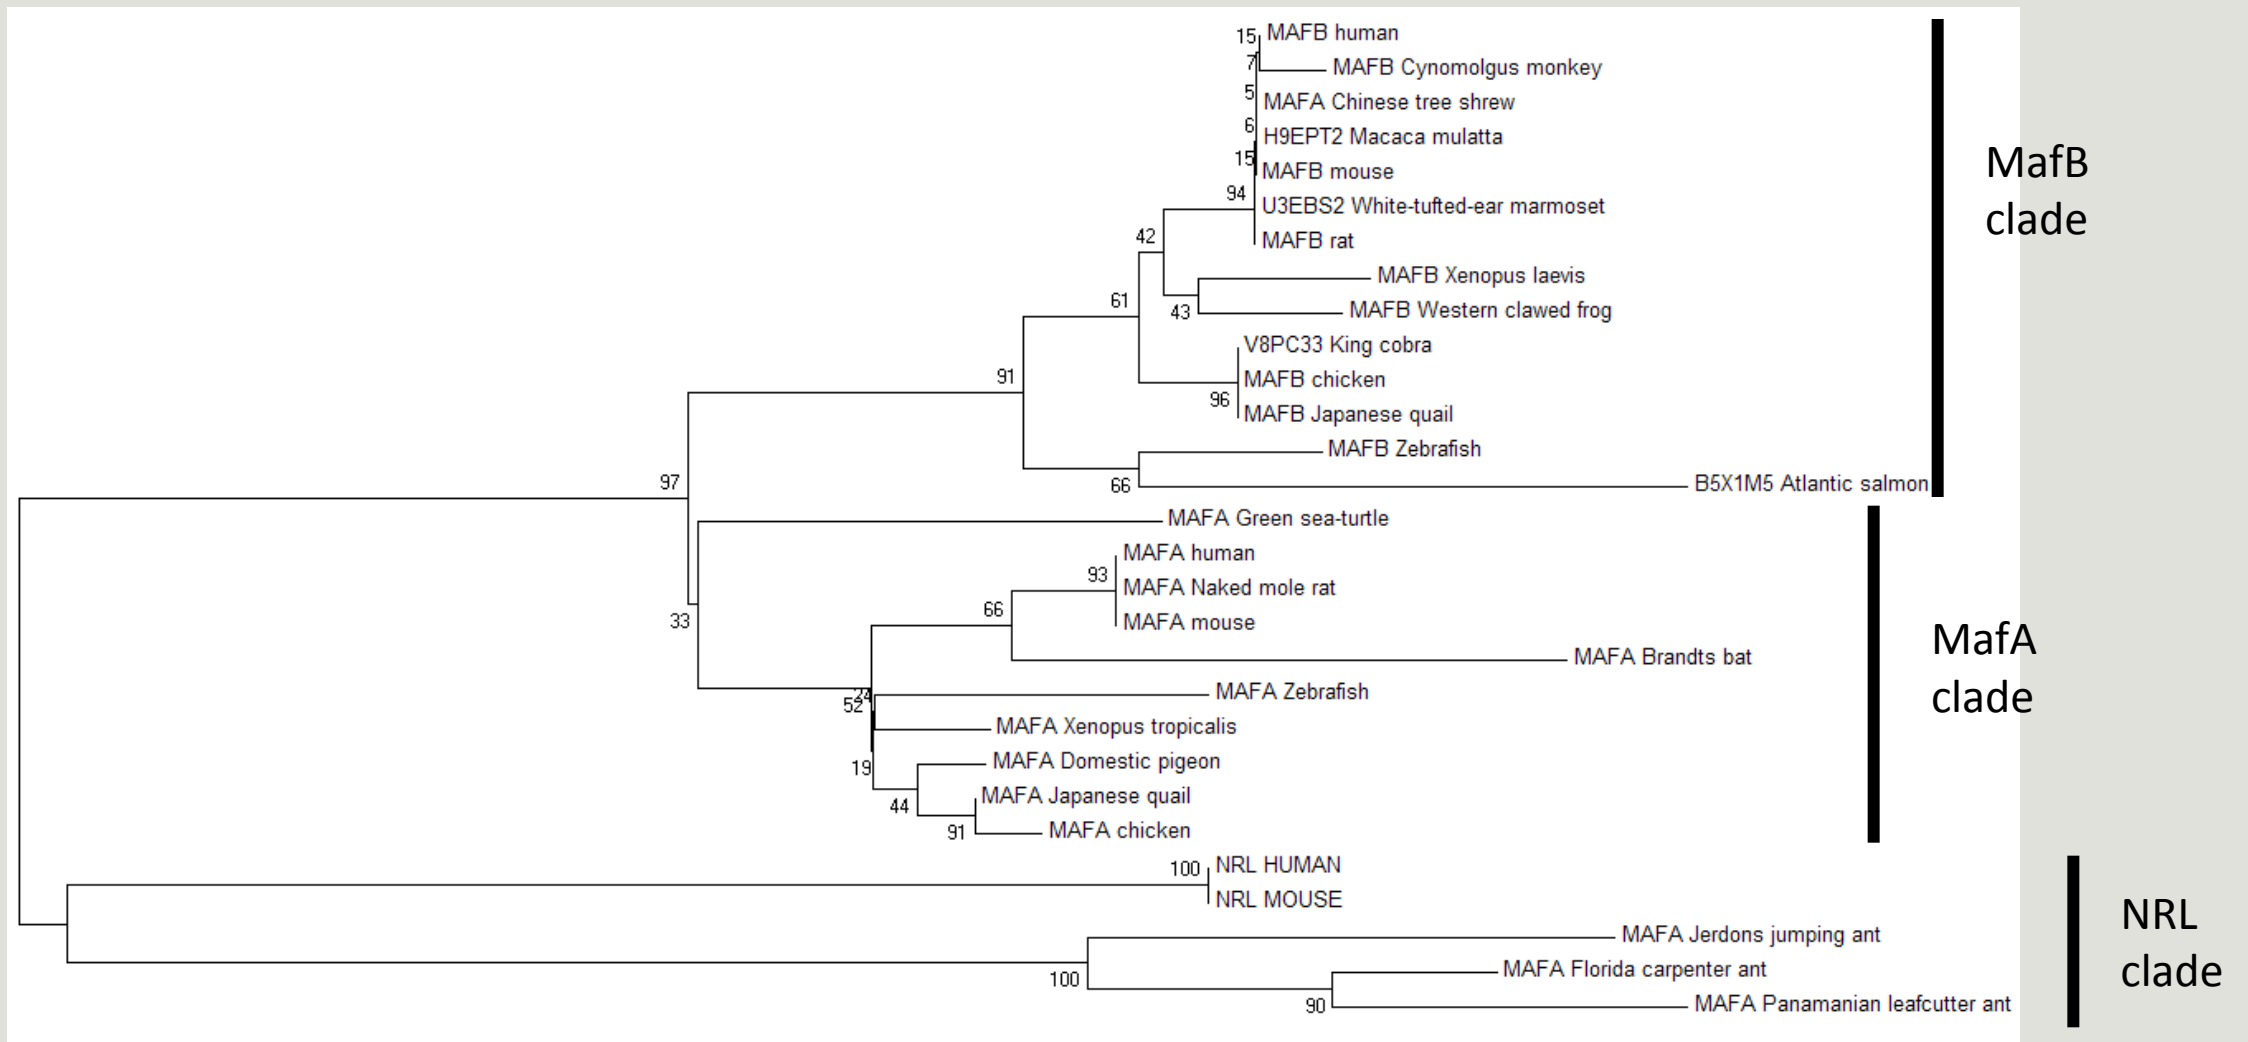 15
MAFB human
7
MAFB Cynomolgus monkey
5
MAFA Chinese tree shrew
6
H9EPT2 Macaca mulatta
15
MAFB mouse
94
U3EBS2 White-tufted-ear marmoset
MAFB rat
42
MAFB Xenopus laevis
43
MAFB Western clawed frog
61
V8PC33 King cobra
MAFB chicken
96
MAFB Japanese quail
91
MAFB Zebrafish
66
B5X1M5 Atlantic salmon
MafB
clade
97
MAFA Green sea-turtle
33
MAFA human
93
MAFA Naked mole rat
66
MAFA mouse
MAFA Brandts bat
24
52
MAFA Zebrafish
MAFA Xenopus tropicalis
19
MAFA Domestic pigeon
44
MAFA Japanese quail
91
MAFA chicken
MafA
clade
100
NRL HUMAN
NRL MOUSE
MAFA Jerdons jumping ant
100
MAFA Florida carpenter ant
90
MAFA Panamanian leafcutter ant
NRL
clade